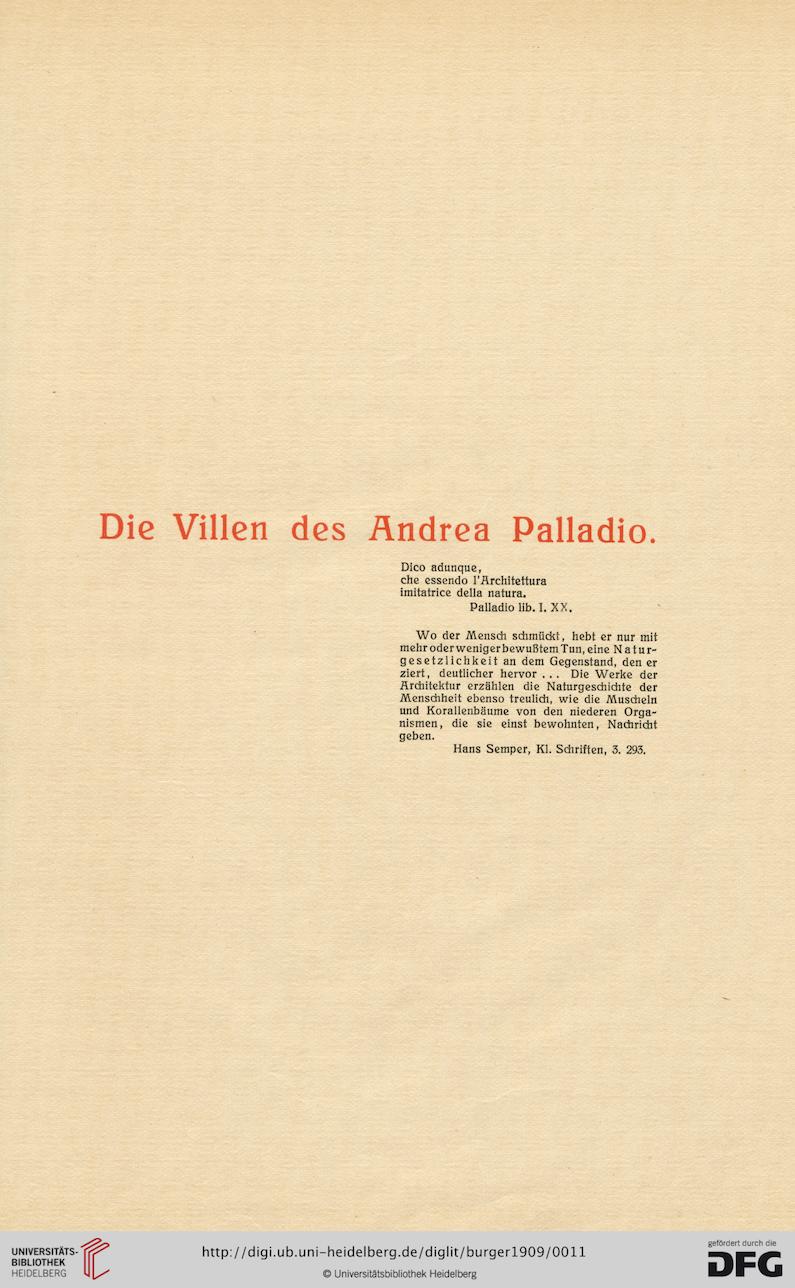 Die Villen des Andrea Palladio.
Dico adunque,
che essendo l'Architettura
imitatrice della natura.
Palladio lib. I. XX.
Wo der Mensch schmückt, hebt er nur mit
mehr oder weniger bewußtem Tun, eine Natur-
gesetzlichkeit an dem Gegenstand, den er
ziert, deutlicher hervor ... Die Werke der
Architektur erzählen die Naturgeschichte der
Menschheit ebenso treulich, wie die Muscheln
und Korallenbäume von den niederen Orga-
nismen, die sie einst bewohnten, Nachricht
geben.
Hans Semper, Kl. Schriften, 3. 293.
UNIVERSITÄTS-
BIBLIOTHEK
HEIDELBERG
http://digi.ub.uni-heidelberg.de/diglit/burger1909/0011
© Universitätsbibliothek Heidelberg
gefördert durch die
DFG